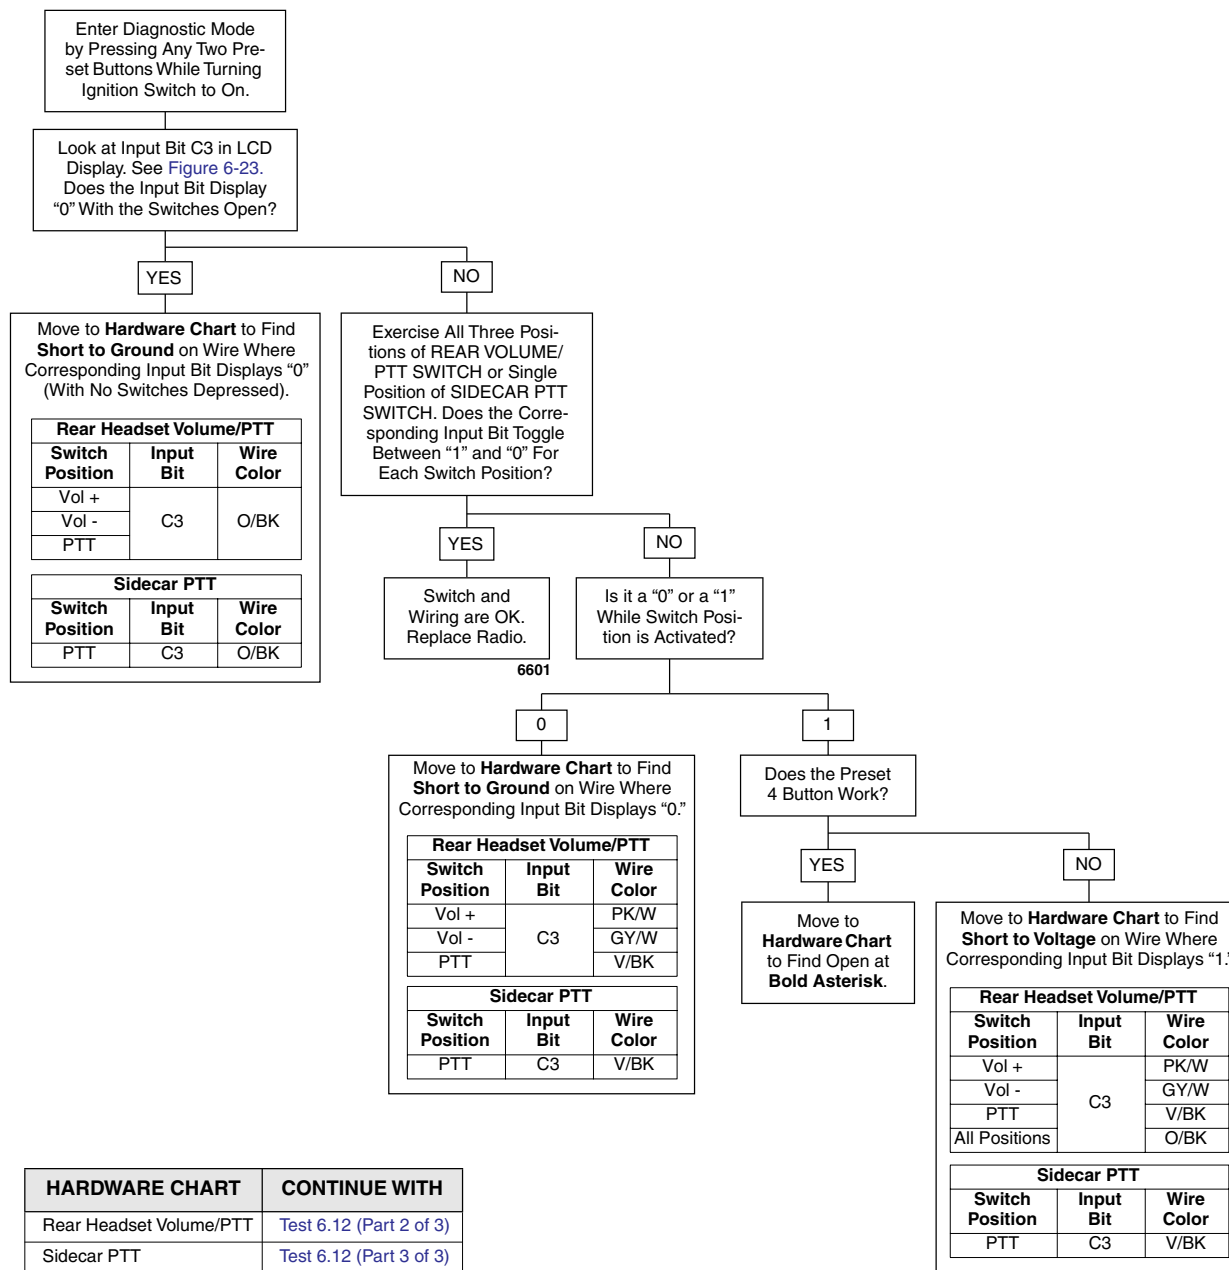 Enter Diagnostic Mode
by Pressing Any Two Pre-
set Buttons While Turning
Ignition Switch to On.
Look at Input Bit C3 in LCD
Display. See Figure 6-23.
Does the Input Bit Display
“0” With the Switches Open?
YES
NO
Move to Hardware Chart to Find
Short to Ground on Wire Where
Corresponding Input Bit Displays “0”
(With No Switches Depressed).
Rear Headset Volume/PTT
Switch Position Input Bit Wire Color
Vol + C3 O/BK
Vol -
PTT
Sidecar PTT
Switch Position Input Bit Wire Color
PTT C3 O/BK
Exercise All Three Posi-
tions of REAR VOLUME/
PTT SWITCH or Single
Position of SIDECAR PTT
SWITCH. Does the Corre-
sponding Input Bit Toggle
Between “1” and “0” For
Each Switch Position?
YES
NO
Switch and
Wiring are OK.
Replace Radio.
6601
Is it a “0” or a “1”
While Switch Posi-
tion is Activated?
0
1
Move to Hardware Chart to Find
Short to Ground on Wire Where
Corresponding Input Bit Displays “0.”
Rear Headset Volume/PTT
Switch Position Input Bit Wire Color
Vol + C3 PK/W
Vol - GY/W
PTT V/BK
Sidecar PTT
Switch Position Input Bit Wire Color
PTT C3 V/BK
Does the Preset
4 Button Work?
YES
NO
Move to
Hardware Chart
to Find Open at
Bold Asterisk.
Move to Hardware Chart to Find
Short to Voltage on Wire Where
Corresponding Input Bit Displays “1.”
Rear Headset Volume/PTT
Switch Position Input Bit Wire Color
Vol + C3 PK/W
Vol - GY/W
PTT V/BK
All Positions O/BK
Sidecar PTT
Switch Position Input Bit Wire Color
PTT C3 V/BK
HARDWARE CHART CONTINUE WITH
Rear Headset Volume/PTT Test 6.12 (Part 2 of 3)
Sidecar PTT Test 6.12 (Part 3 of 3)